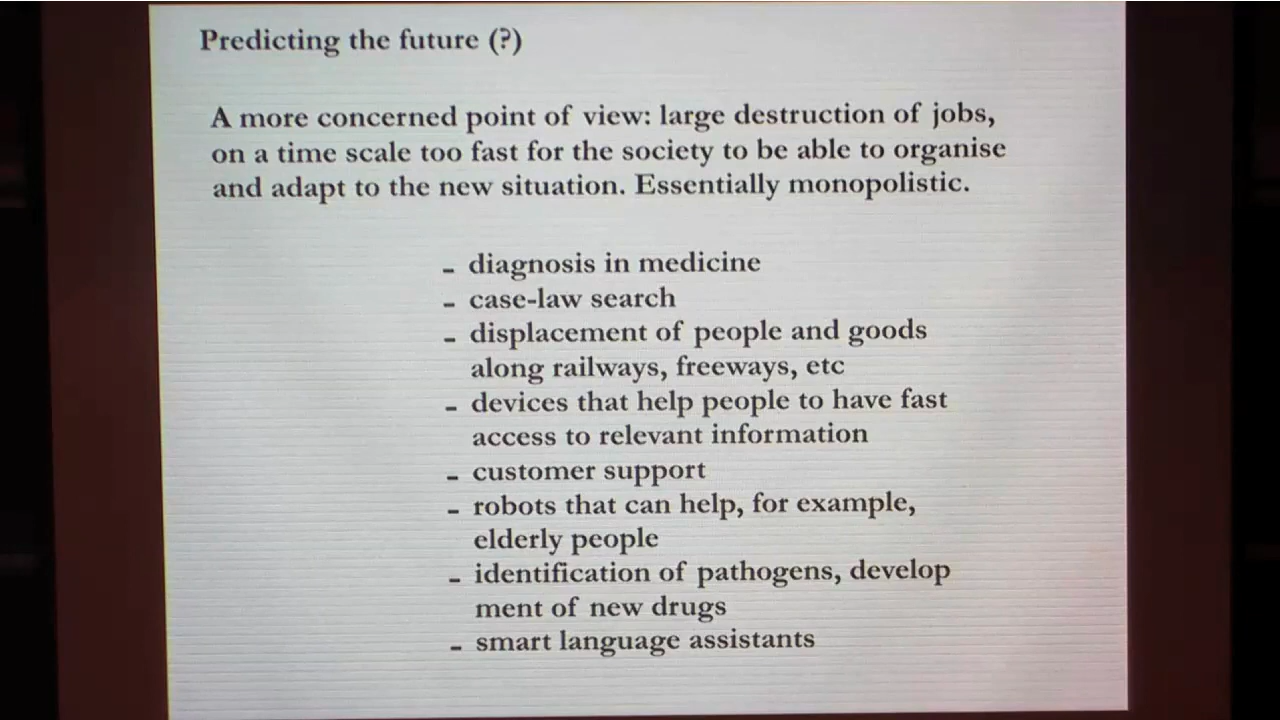 Predicting the future (?)
A more concerned point of view: large destruction of jobs,
on a time scale too fast for the society to be able to organise
and adapt to the new situation. Essentially monopolistic.
- diagnosis in medicine
- case-law search
- displacement of people and goods
along railways, freeways, etc
- devices that help people to have fast
access to relevant information
- customer support
- robots that can help, for example,
elderly people
- identification of pathogens, develop
ment of new drugs
- smart language assistants